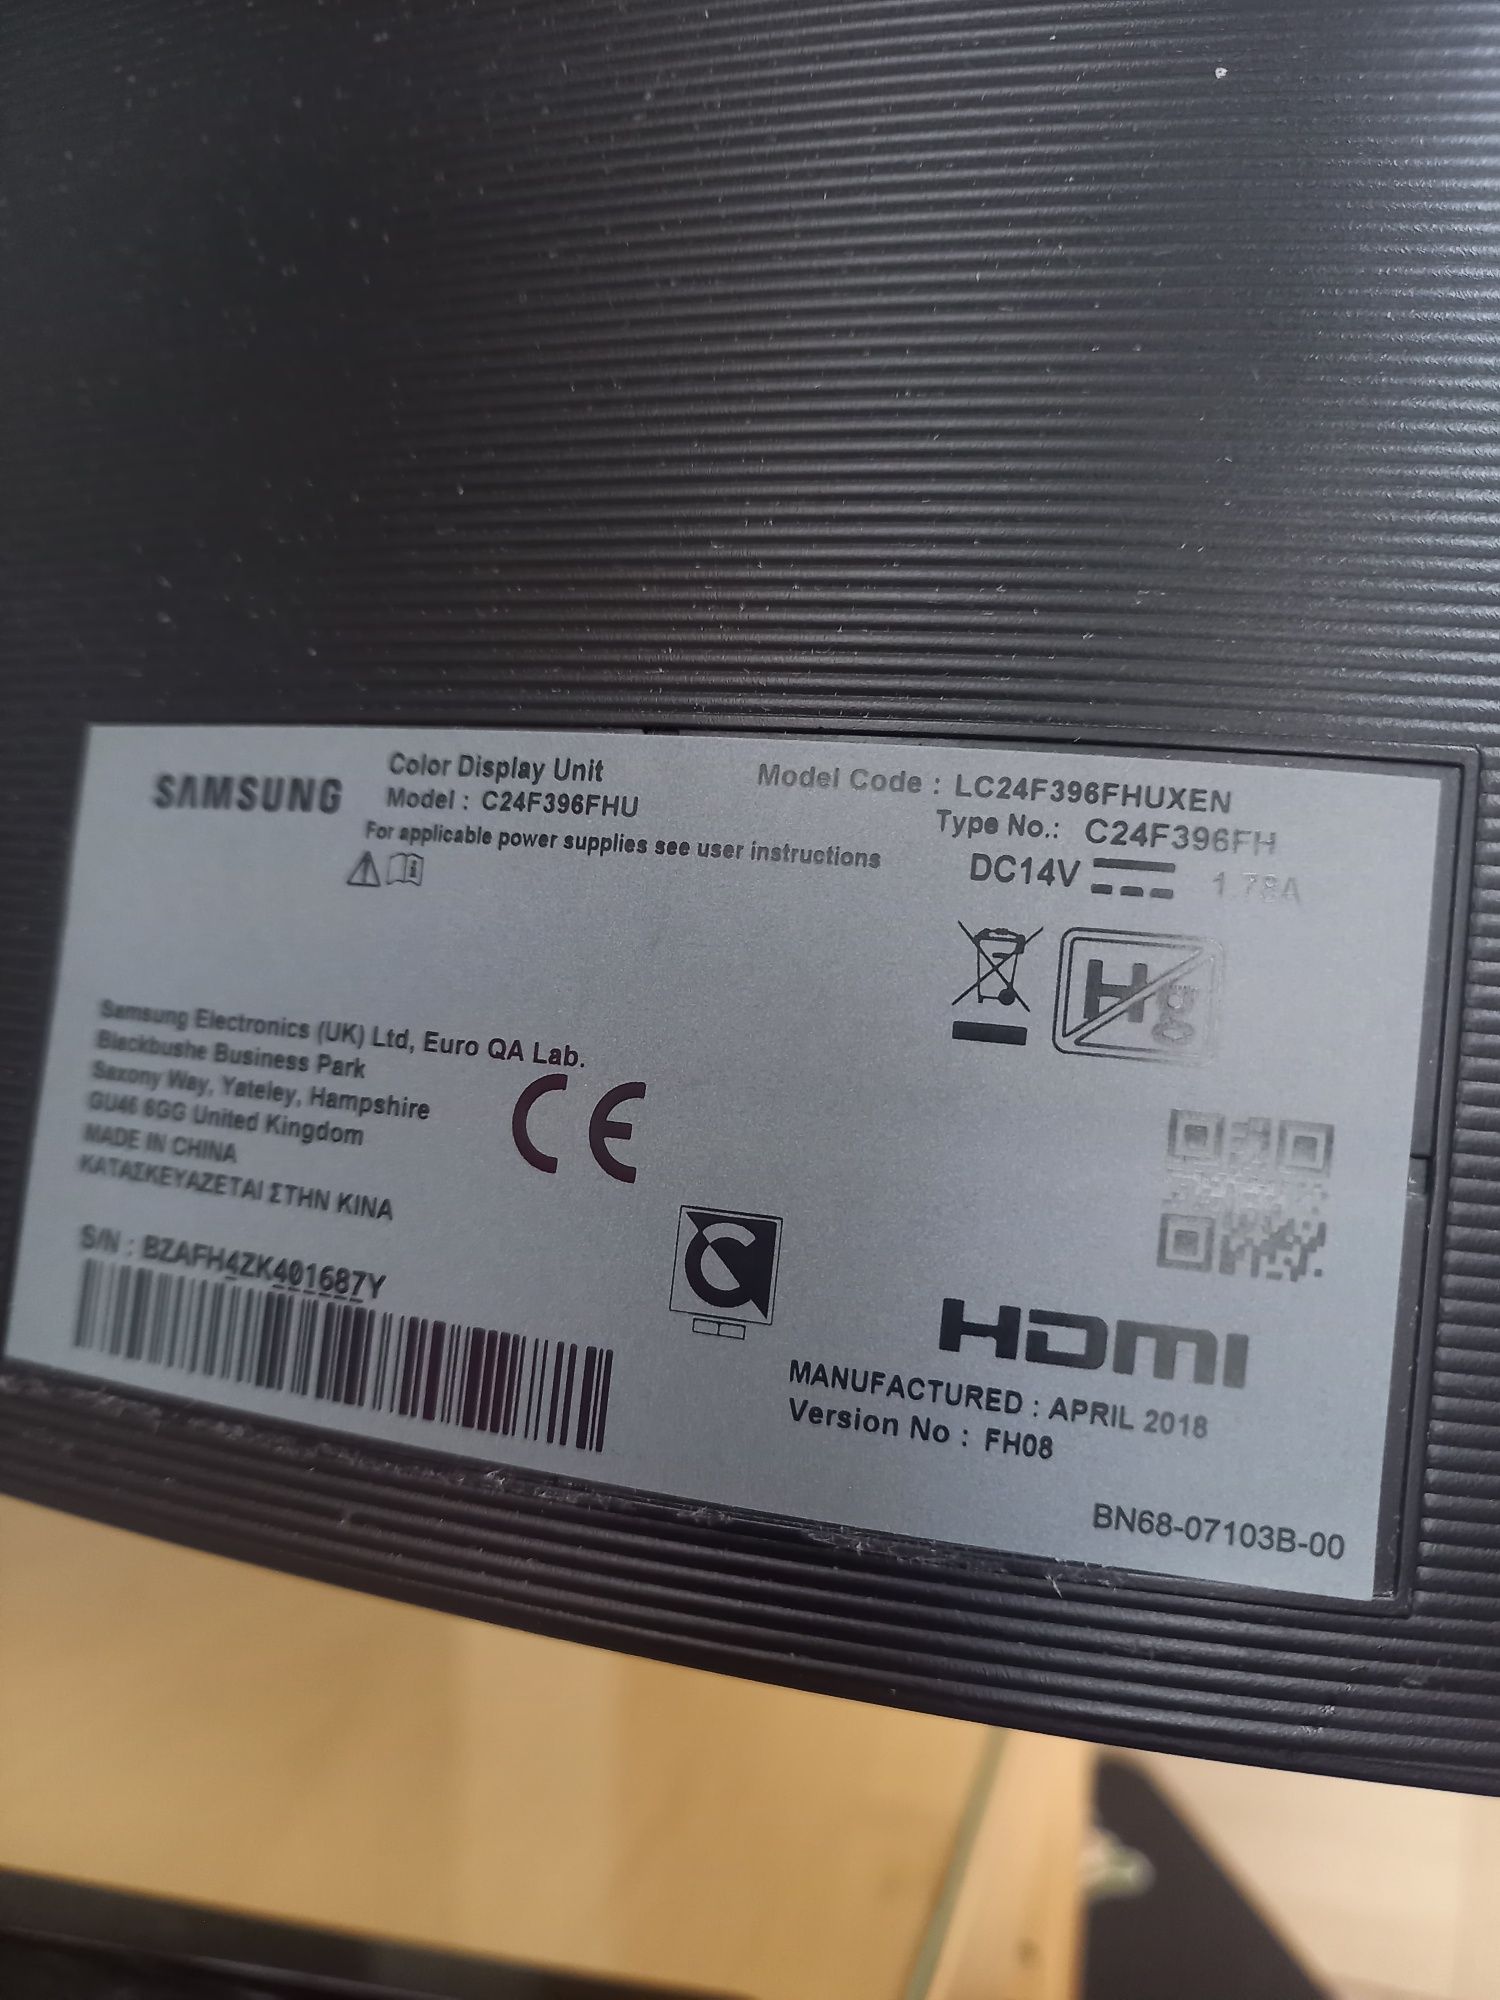 SAMSUNG
Color Display Unit
Model : C24F396FHU
For applicable power supplies see user instructions
Model Code : LC24F396FHUXEN
Type No.: C24F396FH
DC14V 1.78A
Hg
Samsung Electronics (UK) Ltd, Euro QA Lab.
Blackbushe Business Park
Saxony Way, Yateley, Hampshire
GU46 6GG United Kingdom
MADE IN CHINA
ΚΑΤΑΣΚΕΥΑΖΕΤΑΙ ΣΤΗΝ ΚΙΝΑ
CE
S/N : BZAFH4ZK401687Y
HDMI
MANUFACTURED : APRIL 2018
Version No : FH08
BN68-07103B-00